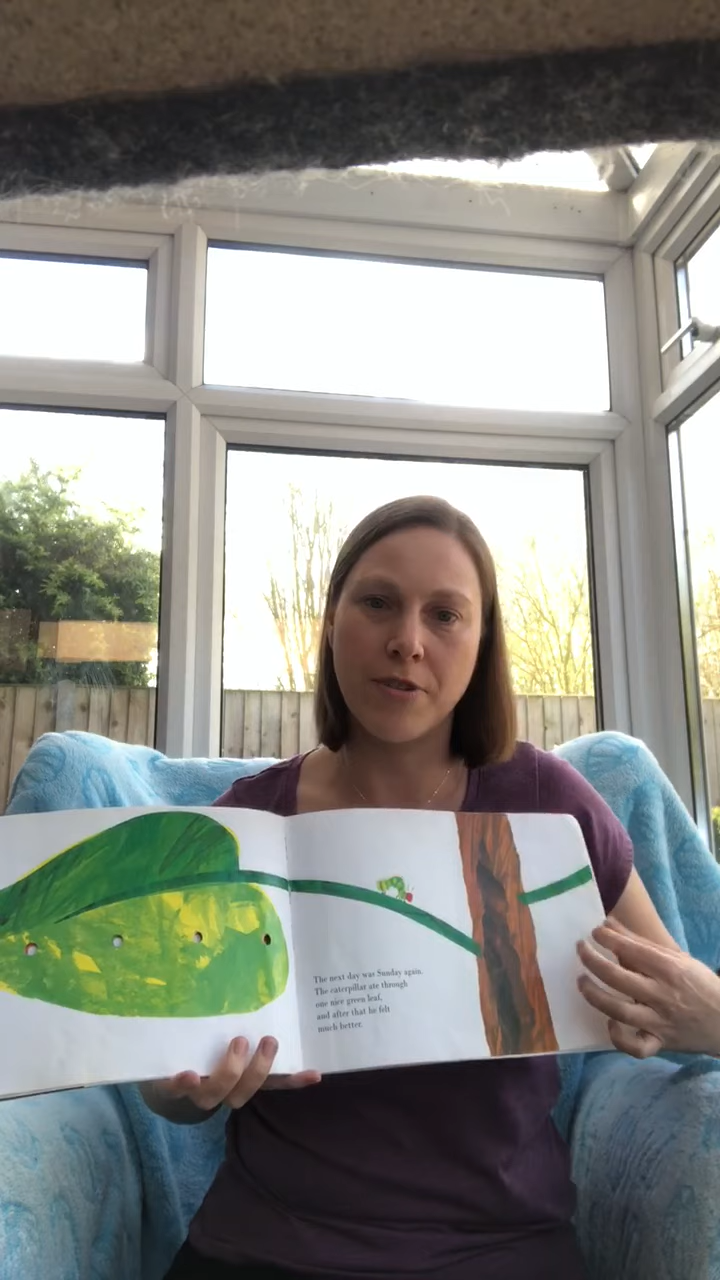 The next day was Sunday again.
The caterpillar ate through
one nice green leaf,
and after that he felt
much better.